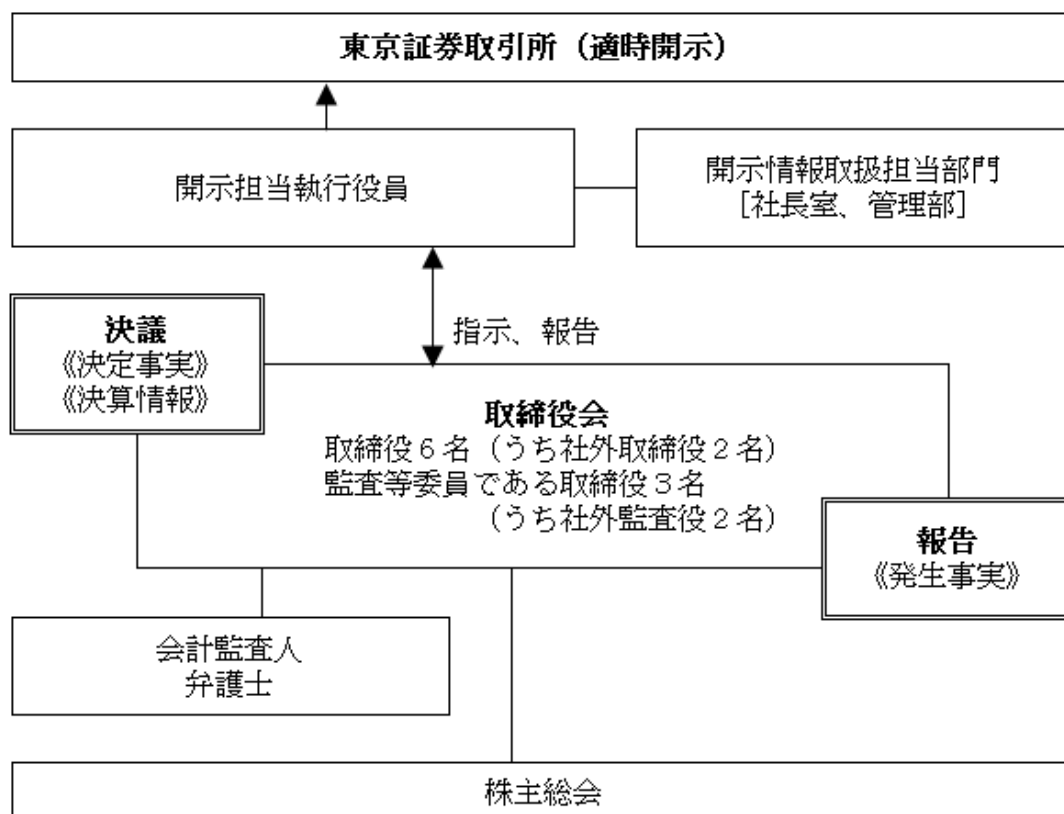 東京証券取引所（適時開示）
開示担当執行役員
開示情報取扱担当部門
［社長室、管理部］
指示、報告
決議
《決定事実》
《決算情報》
取締役会
取締役６名（うち社外取締役２名）
監査等委員である取締役３名
（うち社外監査役２名）
報告
《発生事実》
会計監査人
弁護士
株主総会